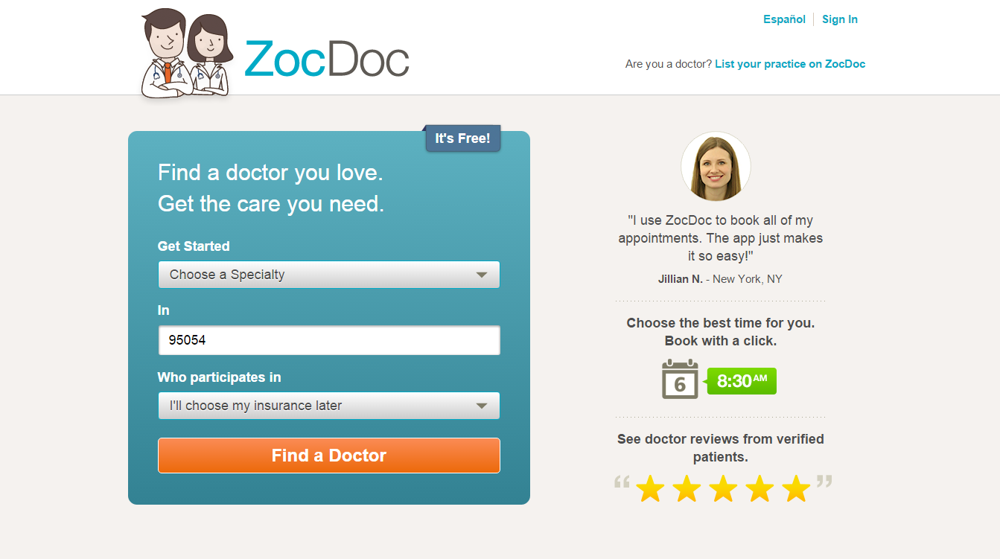 Español
Sign In
ZocDoc
Are you a doctor? List your practice on ZocDoc
It's Free!
Find a doctor you love.
Get the care you need.
Get Started
Choose a Specialty
In
95054
Who participates in
I'll choose my insurance later
Find a Doctor
"I use ZocDoc to book all of my
appointments. The app just makes
it so easy!"
Jillian N. - New York, NY
Choose the best time for you.
Book with a click.
6
8:30 AM
See doctor reviews from verified
patients.
“ ”